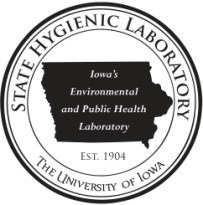 STATE HYGIENIC LABORATORY
Iowa's
Environmental
and Public Health
Laboratory
EST. 1904
THE UNIVERSITY OF IOWA